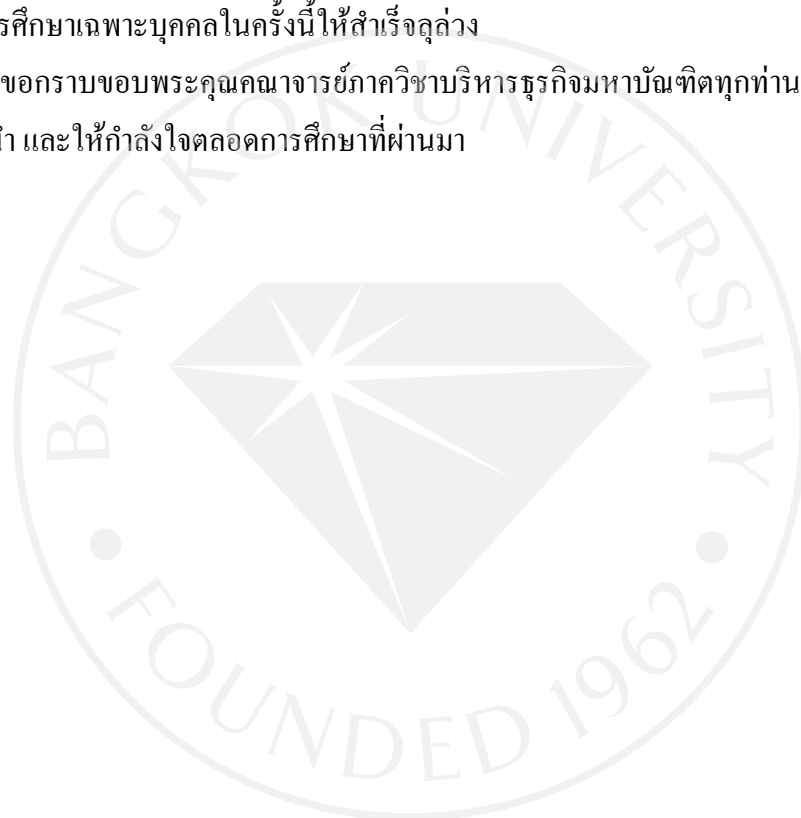 รศึกษาเฉพาะบุคคลในครั้งนี้ให้สำเร็จลุล่วง
ขอกราบขอบพระคุณคณาจารย์ภาควิชาบริหารธุรกิจมหาบัณฑิตทุกท่าน
และให้กำลังใจตลอดการศึกษาที่ผ่านมา
BANGKOK UNIVERSITY
FOUNDED 1962